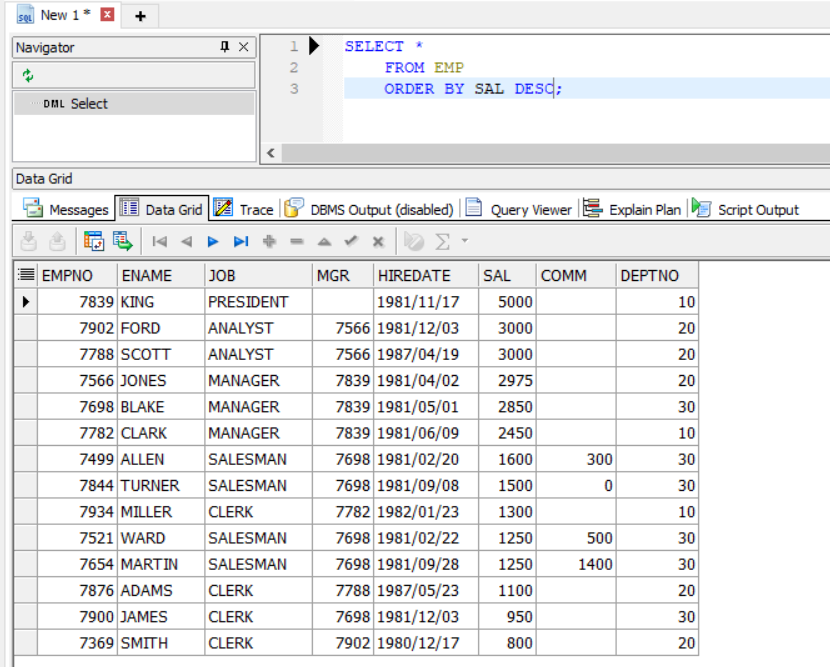 New 1 *
Navigator
DML Select
1 SELECT *
2 FROM EMP
3 ORDER BY SAL DESC;
Data Grid
Messages Data Grid Trace DBMS Output (disabled) Query Viewer Explain Plan Script Output
EMPNO ENAME JOB MGR HIREDATE SAL COMM DEPTNO
7839 KING PRESIDENT 1981/11/17 5000 10
7902 FORD ANALYST 7566 1981/12/03 3000 20
7788 SCOTT ANALYST 7566 1987/04/19 3000 20
7566 JONES MANAGER 7839 1981/04/02 2975 20
7698 BLAKE MANAGER 7839 1981/05/01 2850 30
7782 CLARK MANAGER 7839 1981/06/09 2450 10
7499 ALLEN SALESMAN 7698 1981/02/20 1600 300 30
7844 TURNER SALESMAN 7698 1981/09/08 1500 0 30
7934 MILLER CLERK 7782 1982/01/23 1300 10
7521 WARD SALESMAN 7698 1981/02/22 1250 500 30
7654 MARTIN SALESMAN 7698 1981/09/28 1250 1400 30
7876 ADAMS CLERK 7788 1987/05/23 1100 20
7900 JAMES CLERK 7698 1981/12/03 950 30
7369 SMITH CLERK 7902 1980/12/17 800 20